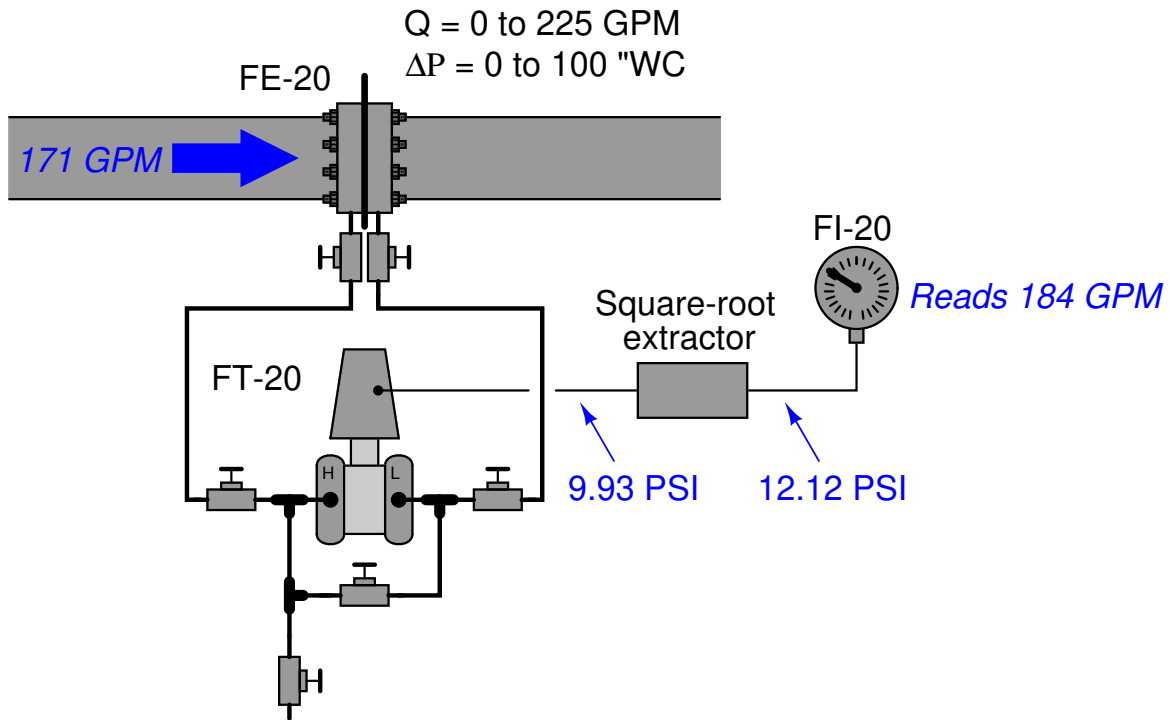 Q = 0 to 225 GPM
ΔP = 0 to 100 "WC
FE-20
171 GPM
FI-20
Reads 184 GPM
Square-root
extractor
FT-20
H
L
9.93 PSI
12.12 PSI